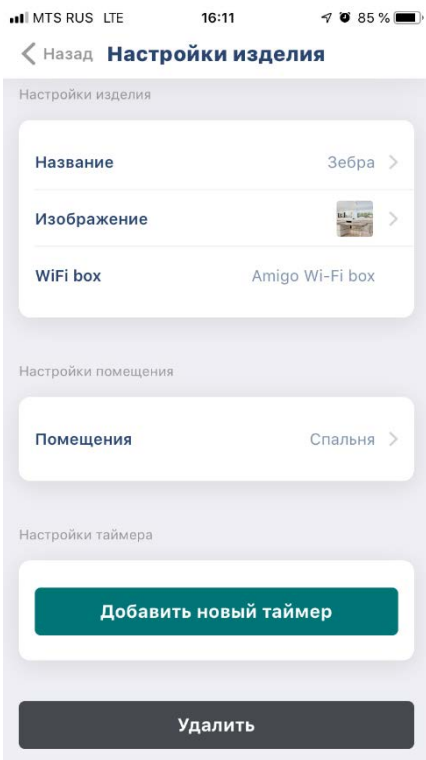 MTS RUS LTE 16:11 85 %
Назад Настройки изделия
Настройки изделия
Название Зебра
Изображение
WiFi box Amigo Wi-Fi box
Настройки помещения
Помещения Спальня
Настройки таймера
Добавить новый таймер
Удалить